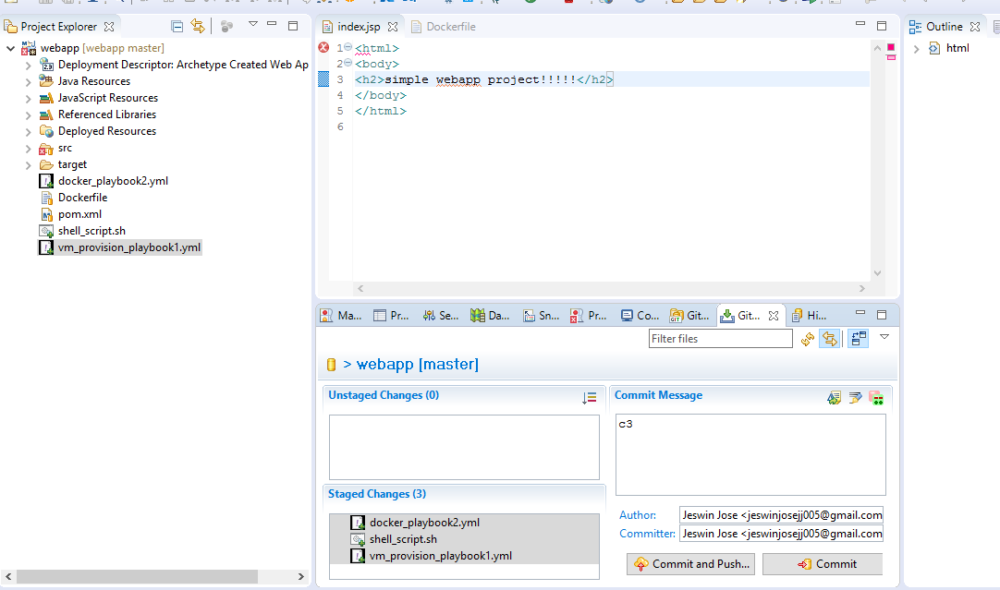 Project Explorer
webapp [webapp master]
Deployment Descriptor: Archetype Created Web Ap
Java Resources
JavaScript Resources
Referenced Libraries
Deployed Resources
src
target
docker_playbook2.yml
Dockerfile
pom.xml
shell_script.sh
vm_provision_playbook1.yml
index.jsp
Dockerfile
1 <html>
2 <body>
3 <h2>simple webapp project!!!!!</h2>
4 </body>
5 </html>
6
Outline
html
Ma... Pr... Se... Da... Sn... Pr... Co... Git... Git... Hi...
Filter files
> webapp [master]
Unstaged Changes (0)
Staged Changes (3)
docker_playbook2.yml
shell_script.sh
vm_provision_playbook1.yml
Commit Message
c3
Author: Jeswin Jose <jeswinjosejj005@gmail.com
Committer: Jeswin Jose <jeswinjosejj005@gmail.com
Commit and Push... Commit